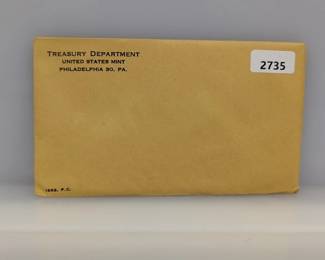 TREASURY DEPARTMENT
UNITED STATES MINT
PHILADELPHIA 30, PA.
2735
P.C.